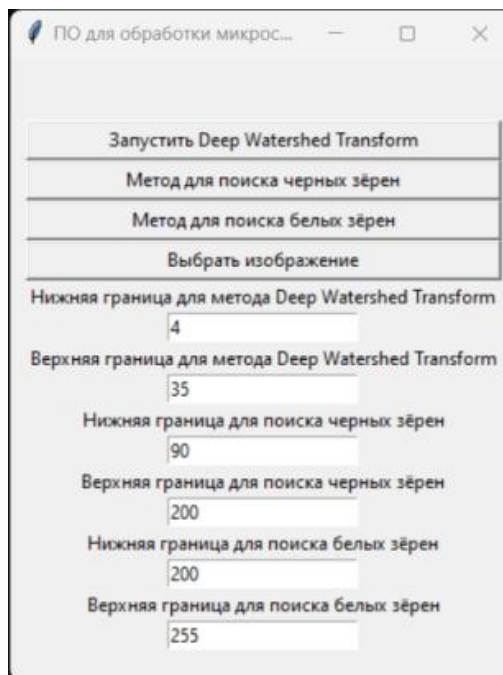 ПО для обработки микрос...
Запустить Deep Watershed Transform
Метод для поиска черных зёрен
Метод для поиска белых зёрен
Выбрать изображение
Нижняя граница для метода Deep Watershed Transform
4
Верхняя граница для метода Deep Watershed Transform
35
Нижняя граница для поиска черных зёрен
90
Верхняя граница для поиска черных зёрен
200
Нижняя граница для поиска белых зёрен
200
Верхняя граница для поиска белых зёрен
255